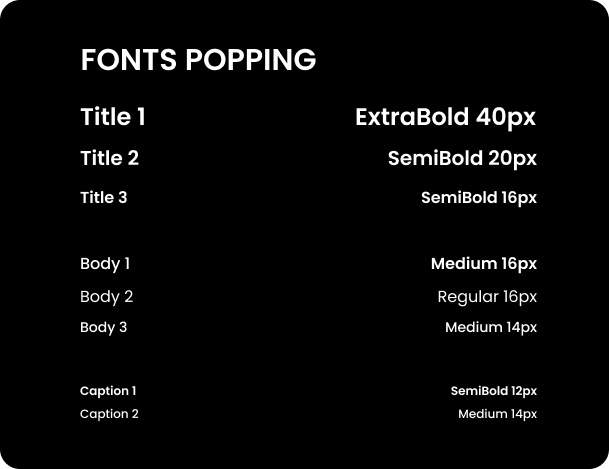 FONTS POPPING
Title 1 ExtraBold 40px
Title 2 SemiBold 20px
Title 3 SemiBold 16px
Body 1 Medium 16px
Body 2 Regular 16px
Body 3 Medium 14px
Caption 1 SemiBold 12px
Caption 2 Medium 14px